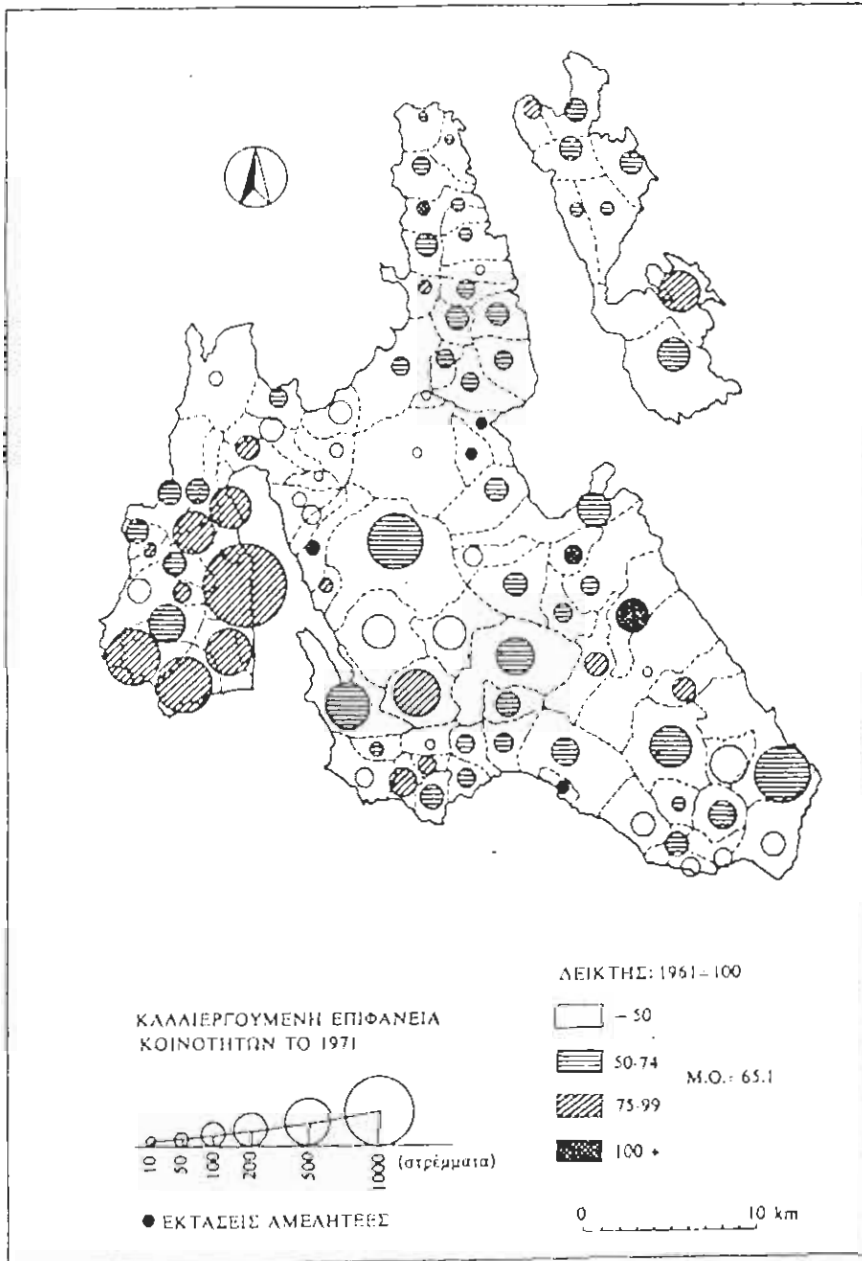 ΔΕΙΚΤΗΣ: 1961=100
- 50
50-74
75-99
100 +
Μ.Ο.: 65.1
ΚΑΛΛΙΕΡΓΟΥΜΕΝΗ ΕΠΙΦΑΝΕΙΑ
ΚΟΙΝΟΤΗΤΩΝ ΤΟ 1971
10 50 100 200 500 1000 (στρέμματα)
ΕΚΤΑΣΕΙΣ ΑΜΕΛΗΤΕΕΣ
0 10 km